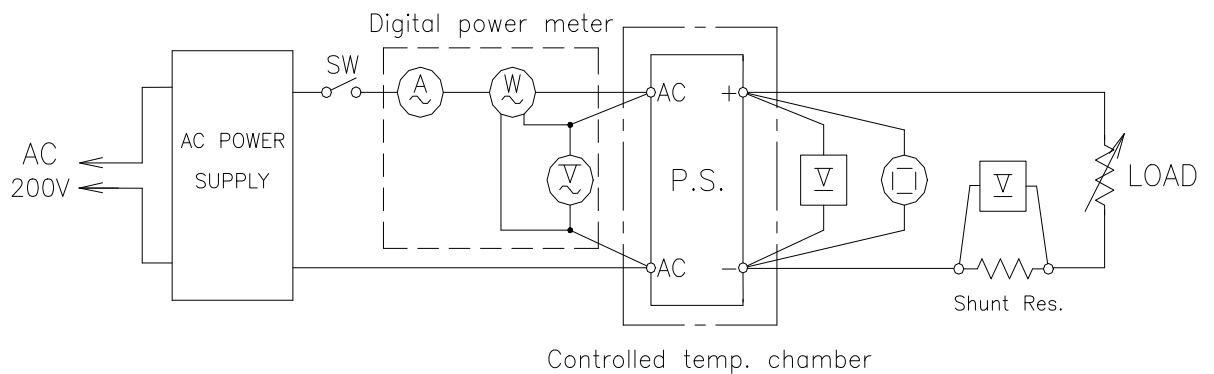 Digital power meter
SW
A
W
AC
+
AC POWER
SUPPLY
AC
200V
V
P.S.
V
V
LOAD
AC
-
Shunt Res.
Controlled temp. chamber